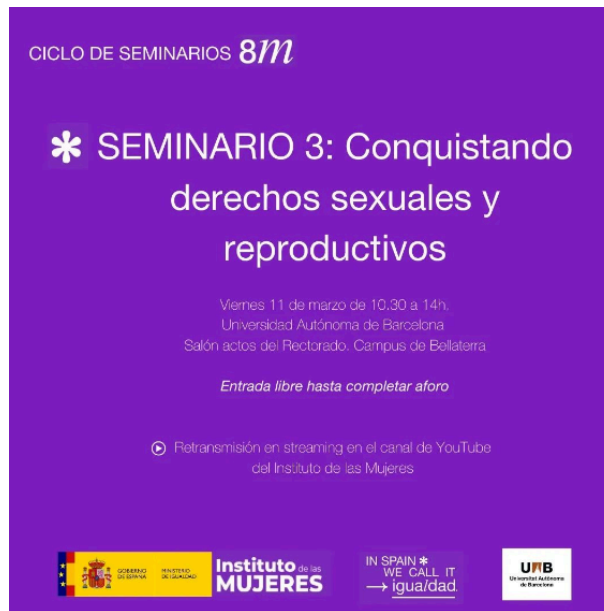 CICLO DE SEMINARIOS 8m
* SEMINARIO 3: Conquistando
derechos sexuales y
reproductivos
Viernes 11 de marzo de 10.30 a 14h.
Universidad Autónoma de Barcelona
Salón actos del Rectorado. Campus de Bellaterra
Entrada libre hasta completar aforo
Retransmisión en streaming en el canal de YouTube
del Instituto de las Mujeres
GOBIERNO
DE ESPAÑA
MINISTERIO
DE IGUALDAD
Instituto de las
MUJERES
IN SPAIN *
WE CALL IT
→ igua/dad.
UAB
Universitat Autònoma
de Barcelona